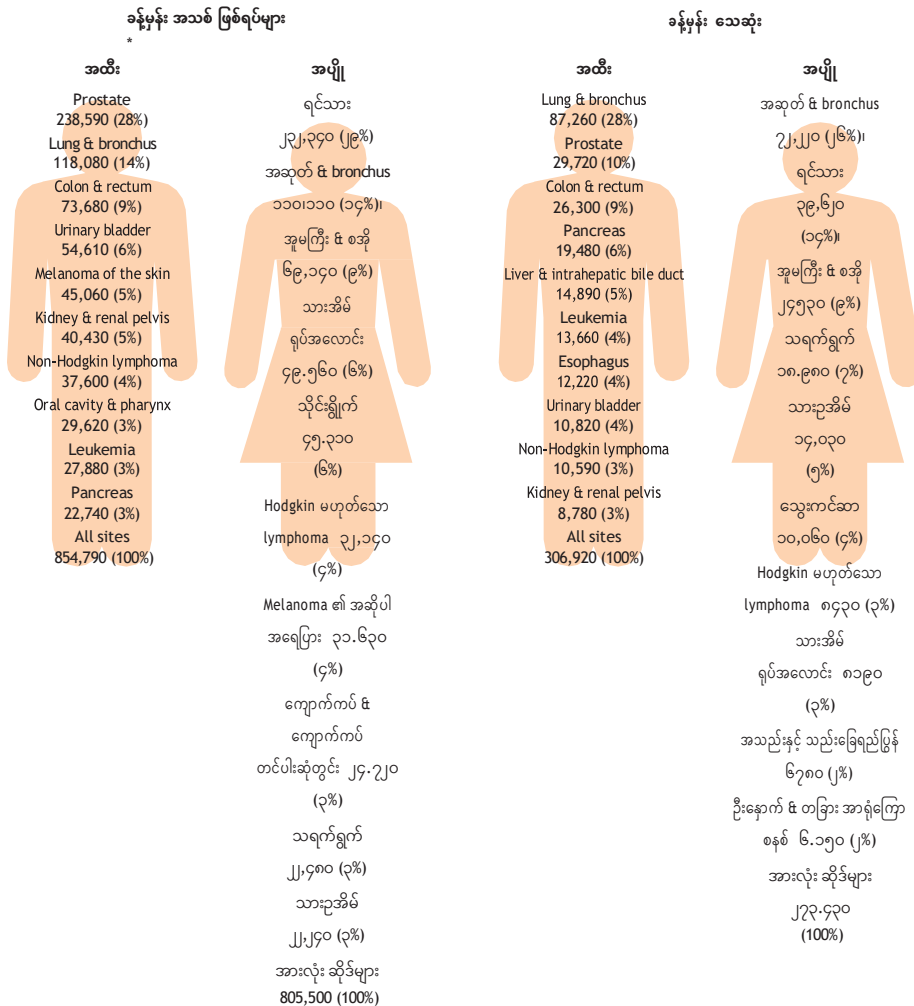 ခန့်မှန်း အသစ် ဖြစ်ရပ်များ
*
အထီး
Prostate
238,590 (28%)
Lung & bronchus
118,080 (14%)
Colon & rectum
73,680 (9%)
Urinary bladder
54,610 (6%)
Melanoma of the skin
45,060 (5%)
Kidney & renal pelvis
40,430 (5%)
Non-Hodgkin lymphoma
37,600 (4%)
Oral cavity & pharynx
29,620 (3%)
Leukemia
27,880 (3%)
Pancreas
22,740 (3%)
All sites
854,790 (100%)
အပျို
ရင်သား
၂၃၂,၃၄၀ (၂၉%)
အဆုတ် & bronchus
၁၁၀၊၁၁၀ (၁၄%)၊
အူမကြီး & စအို
၆၉,၁၄၀ (၉%)
သားအိမ်
ရုပ်အလောင်း
၄၉.၅၆၀ (၆%)
သိုင်းရွိုက်
၄၅.၃၁၀
(၆%)
Hodgkin မဟုတ်သော
lymphoma ၃၂,၁၄၀
(၄%)
Melanoma ၏ အဆိုပါ
အရေပြား ၃၁.၆၃၀
(၄%)
ကျောက်ကပ် &
ကျောက်ကပ်
တင်ပါးဆုံတွင်း ၂၄.၇၂၀
(၃%)
သရက်ရွက်
၂၂,၄၈၀ (၃%)
သားဥအိမ်
၂၂,၂၄၀ (၃%)
အားလုံး ဆိုဒ်များ
805,500 (100%)
ခန့်မှန်း သေဆုံး
အထီး
Lung & bronchus
87,260 (28%)
Prostate
29,720 (10%)
Colon & rectum
26,300 (9%)
Pancreas
19,480 (6%)
Liver & intrahepatic bile duct
14,890 (5%)
Leukemia
13,660 (4%)
Esophagus
12,220 (4%)
Urinary bladder
10,820 (4%)
Non-Hodgkin lymphoma
10,590 (3%)
Kidney & renal pelvis
8,780 (3%)
All sites
306,920 (100%)
အပျို
အဆုတ် & bronchus
၇၂,၂၂၀ (၂၆%)၊
ရင်သား
၃၉,၆၂၀
(၁၄%)၊
အူမကြီး & စအို
၂၄၅၃၀ (၉%)
သရက်ရွက်
၁၈.၉၈၀ (၇%)
သားဥအိမ်
၁၄,၀၃၀
(၅%)
သွေးကင်ဆာ
၁၀,၀၆၀ (၄%)
Hodgkin မဟုတ်သော
lymphoma ၈၄၃၀ (၃%)
သားအိမ်
ရုပ်အလောင်း ၈၁၉၀
(၃%)
အသည်းနှင့် သည်းခြေရည်ပြွန်
၆၇၈၀ (၂%)
ဦးနှောက် & တခြား အာရုံကြော
စနစ် ၆.၁၅၀ (၂%)
အားလုံး ဆိုဒ်များ
၂၇၃.၄၃၀
(100%)